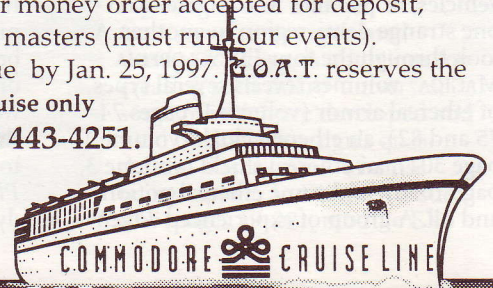 r money order accepted for deposit,
masters (must run four events),
e by Jan. 25, 1997. G.O.A.T. reserves the
uise only
443-4251.
COMMODORE CRUISE LINE